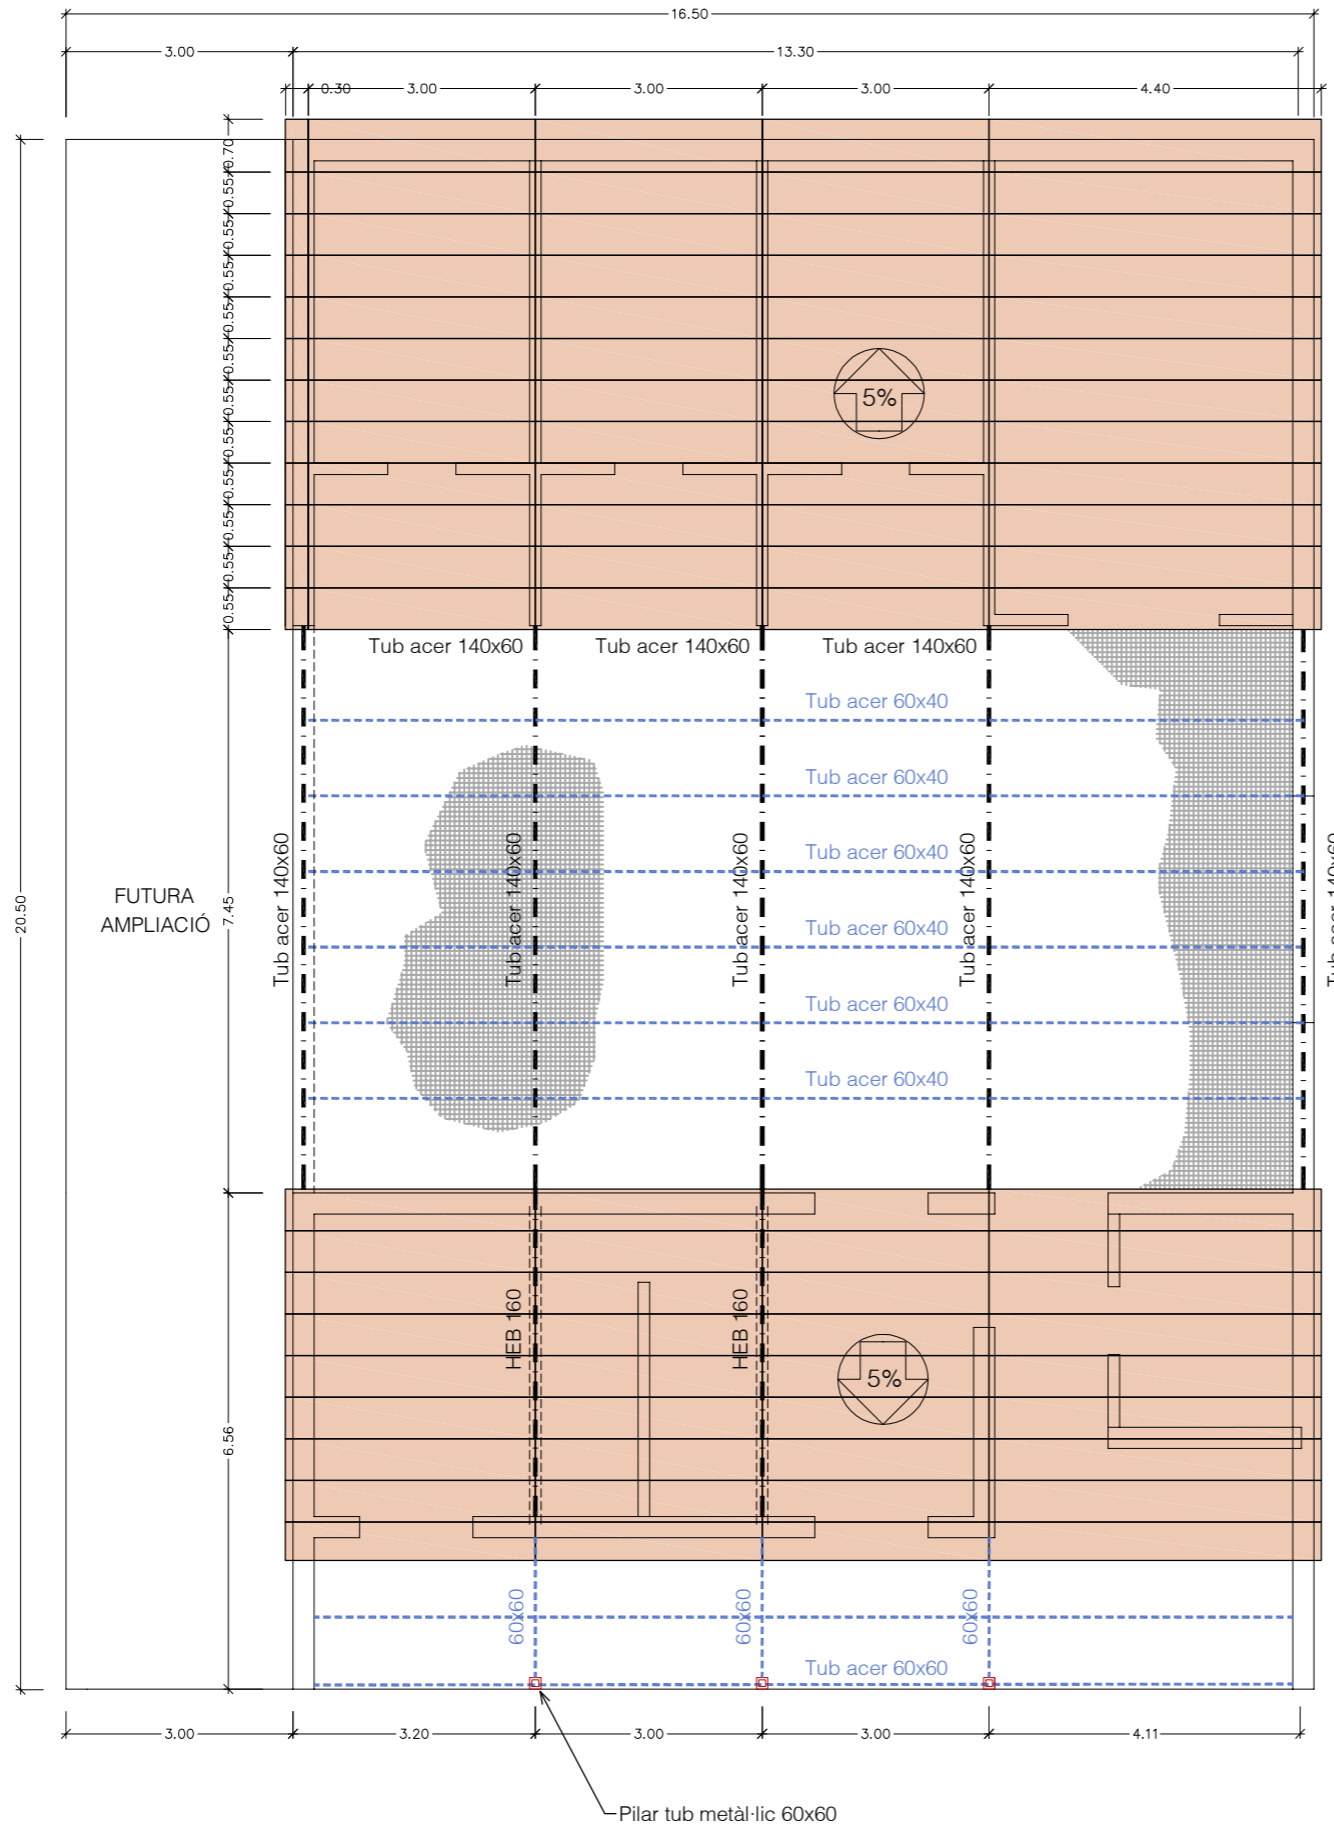 16.50
3.00
13.30
0.30
3.00
3.00
3.00
4.40
0.70
0.55
0.55
0.55
0.55
0.55
0.55
0.55
0.55
0.55
0.55
0.55
5%
Tub acer 140x60
Tub acer 140x60
Tub acer 140x60
Tub acer 60x40
Tub acer 60x40
Tub acer 60x40
Tub acer 60x40
Tub acer 60x40
Tub acer 60x40
Tub acer 140x60
Tub acer 140x60
Tub acer 140x60
Tub acer 140x60
Tub acer 140x60
20.50
FUTURA
AMPLIACIÓ
7.45
HEB 160
HEB 160
5%
6.56
60x60
60x60
60x60
Tub acer 60x60
3.00
3.20
3.00
3.00
4.11
Pilar tub metàl·lic 60x60